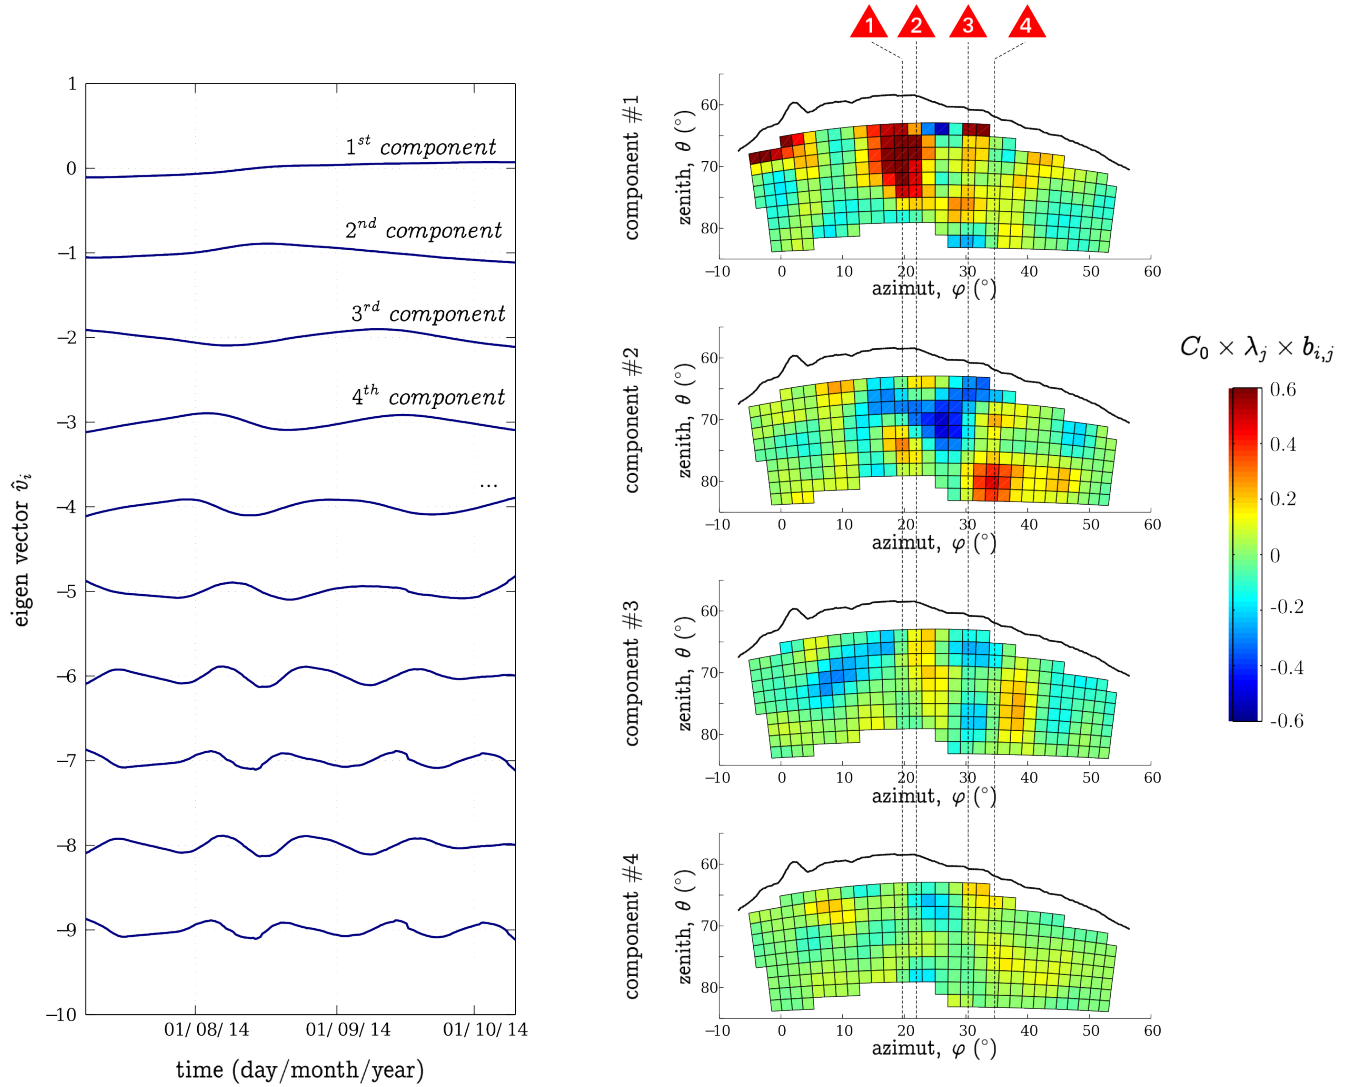 1 2 3 4
1
0
−1
−2
−3
−4
−5
−6
−7
−8
−9
−10
eigen vector v̂ᵢ
1ˢᵗ component
2ⁿᵈ component
3ʳᵈ component
4ᵗʰ component
...
01/ 08/ 14 01/ 09/ 14 01/ 10/ 14
time (day/month/year)
component #1
zenith, θ (°)
60
70
80
−10 0 10 20 30 40 50 60
azimut, φ (°)
component #2
zenith, θ (°)
60
70
80
−10 0 10 20 30 40 50 60
azimut, φ (°)
component #3
zenith, θ (°)
60
70
80
−10 0 10 20 30 40 50 60
azimut, φ (°)
component #4
zenith, θ (°)
60
70
80
−10 0 10 20 30 40 50 60
azimut, φ (°)
C₀ × λⱼ × bᵢ,ⱼ
0.6
0.4
0.2
0
-0.2
-0.4
-0.6